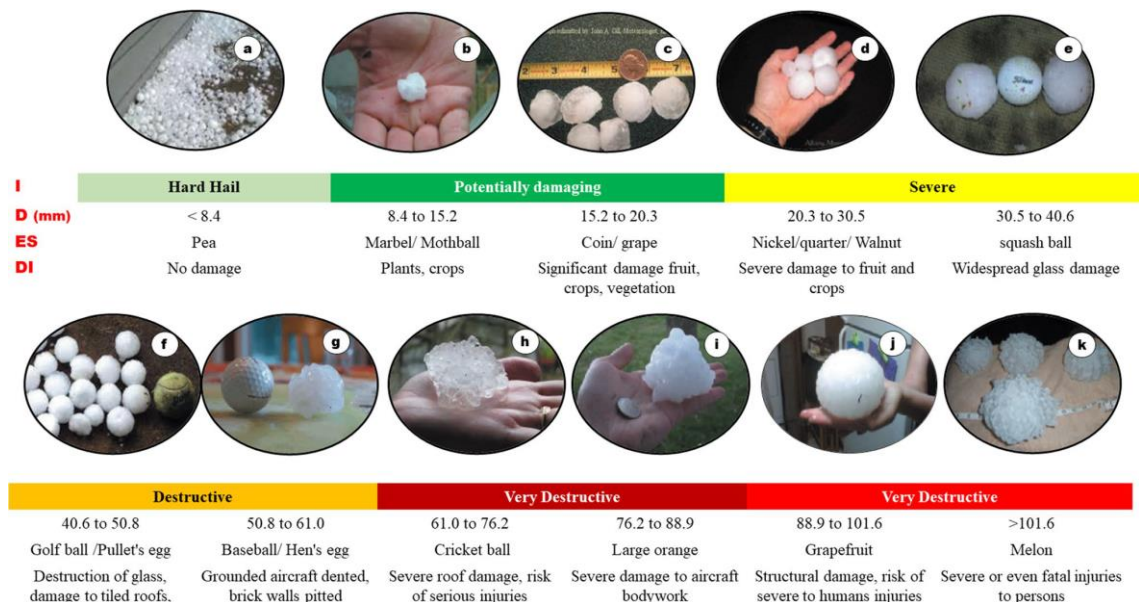 a b c d e
2 3 4 5 7
I Hard Hail Potentially damaging Severe
D (mm) < 8.4 8.4 to 15.2 15.2 to 20.3 20.3 to 30.5 30.5 to 40.6
ES Pea Marbel/ Mothball Coin/ grape Nickel/quarter/ Walnut squash ball
DI No damage Plants, crops Significant damage fruit, Severe damage to fruit and Widespread glass damage
crops, vegetation crops
f g h i j k
Destructive Very Destructive Very Destructive
40.6 to 50.8 50.8 to 61.0 61.0 to 76.2 76.2 to 88.9 88.9 to 101.6 >101.6
Golf ball /Pullet's egg Baseball/ Hen's egg Cricket ball Large orange Grapefruit Melon
Destruction of glass, Grounded aircraft dented, Severe roof damage, risk Severe damage to aircraft Structural damage, risk of Severe or even fatal injuries
damage to tiled roofs, brick walls pitted of serious injuries bodywork severe to humans injuries to persons